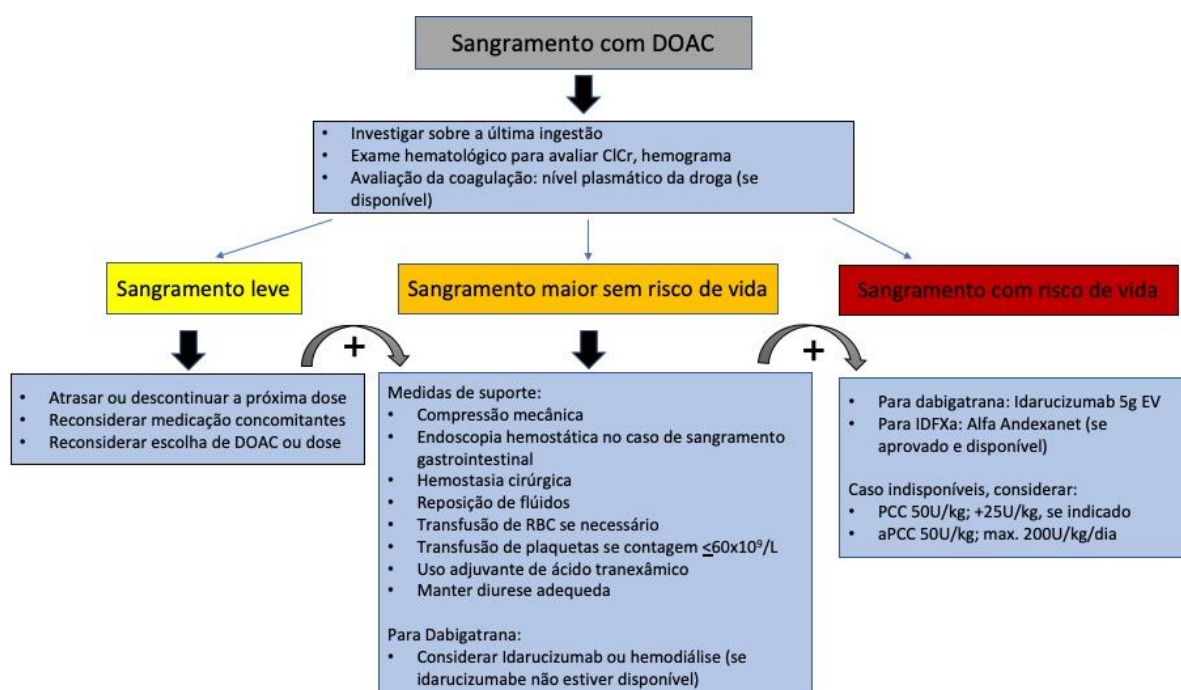 Sangramento com DOAC
• Investigar sobre a última ingestão
• Exame hematológico para avaliar ClCr, hemograma
• Avaliação da coagulação: nível plasmático da droga (se
disponível)
Sangramento leve
Sangramento maior sem risco de vida
Sangramento com risco de vida
+
+
• Atrasar ou descontinuar a próxima dose
• Reconsiderar medicação concomitantes
• Reconsiderar escolha de DOAC ou dose
Medidas de suporte:
• Compressão mecânica
• Endoscopia hemostática no caso de sangramento
gastrointestinal
• Hemostasia cirúrgica
• Reposição de flúidos
• Transfusão de RBC se necessário
• Transfusão de plaquetas se contagem ≤60x10⁹/L
• Uso adjuvante de ácido tranexâmico
• Manter diurese adequeda
Para Dabigatrana:
• Considerar Idarucizumab ou hemodiálise (se
idarucizumabe não estiver disponível)
• Para dabigatrana: Idarucizumab 5g EV
• Para IDFXa: Alfa Andexanet (se
aprovado e disponível)
Caso indisponíveis, considerar:
• PCC 50U/kg; +25U/kg, se indicado
• aPCC 50U/kg; max. 200U/kg/dia